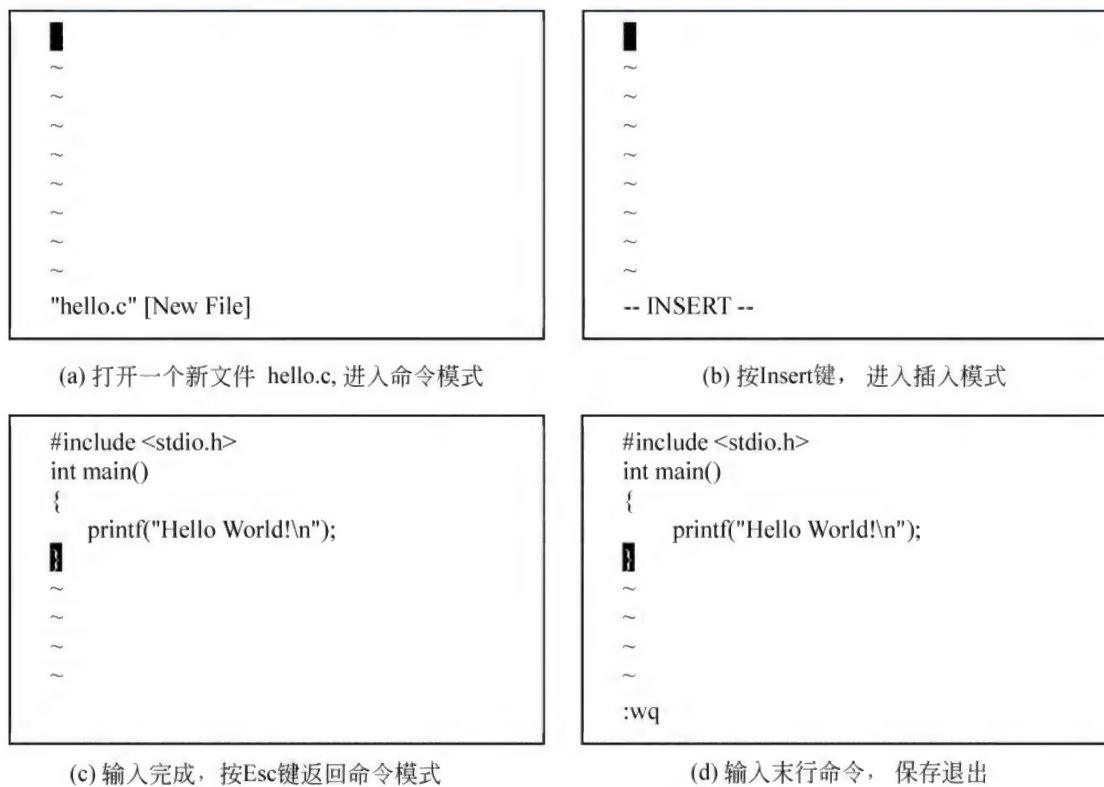 ~
~
~
~
~
~
~
~
"hello.c" [New File]
(a) 打开一个新文件 hello.c, 进入命令模式
~
~
~
~
~
~
~
~
-- INSERT --
(b) 按Insert键， 进入插入模式
#include <stdio.h>
int main()
{
    printf("Hello World!\n");
}
~
~
~
~
(c) 输入完成，按Esc键返回命令模式
#include <stdio.h>
int main()
{
    printf("Hello World!\n");
}
~
~
~
~
:wq
(d) 输入末行命令， 保存退出